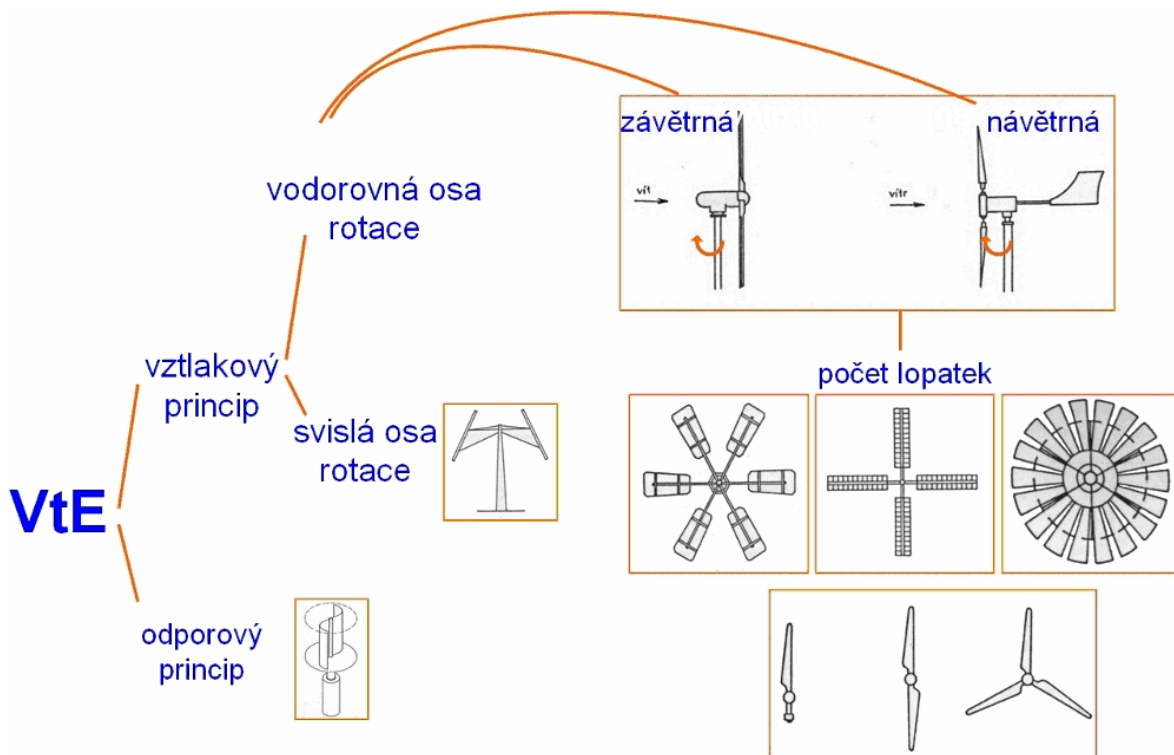 závětrná
návětrná
vodorovná osa
rotace
vítr
vítr
vztlakový
princip
počet lopatek
svislá osa
rotace
VtE
odporový
princip